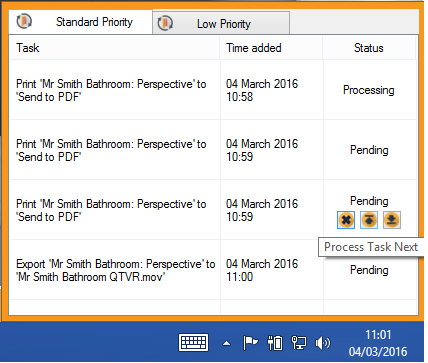 Standard Priority
Low Priority
Task
Time added
Status
Print 'Mr Smith Bathroom: Perspective' to
'Send to PDF'
04 March 2016
10:58
Processing
Print 'Mr Smith Bathroom: Perspective' to
'Send to PDF'
04 March 2016
10:59
Pending
Print 'Mr Smith Bathroom: Perspective' to
'Send to PDF'
04 March 2016
10:59
Pending
Process Task Next
Export 'Mr Smith Bathroom: Perspective' to
'Mr Smith Bathroom QTVR.mov'
04 March 2016
11:00
Pending
11:01
04/03/2016